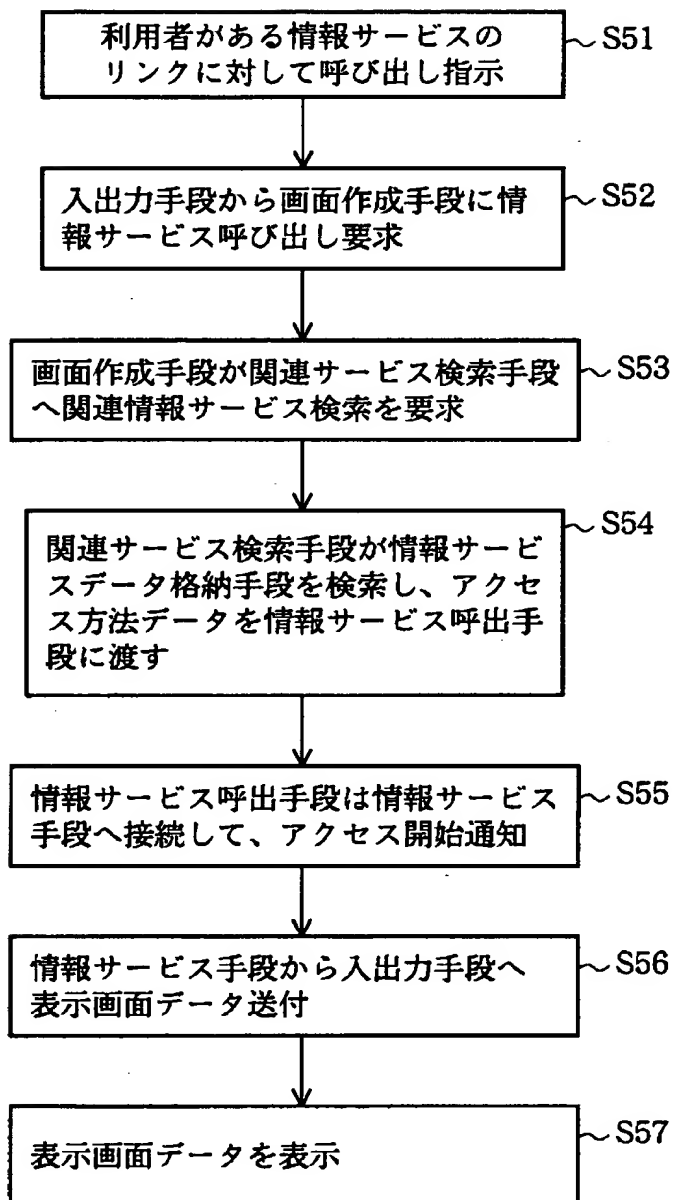 利用者がある情報サービスの
リンクに対して呼び出し指示
S51
入出力手段から画面作成手段に情
報サービス呼び出し要求
S52
画面作成手段が関連サービス検索手段
へ関連情報サービス検索を要求
S53
関連サービス検索手段が情報サービ
スデータ格納手段を検索し、アクセ
ス方法データを情報サービス呼出手
段に渡す
S54
情報サービス呼出手段は情報サービス
手段へ接続して、アクセス開始通知
S55
情報サービス手段から入出力手段へ
表示画面データ送付
S56
表示画面データを表示
S57